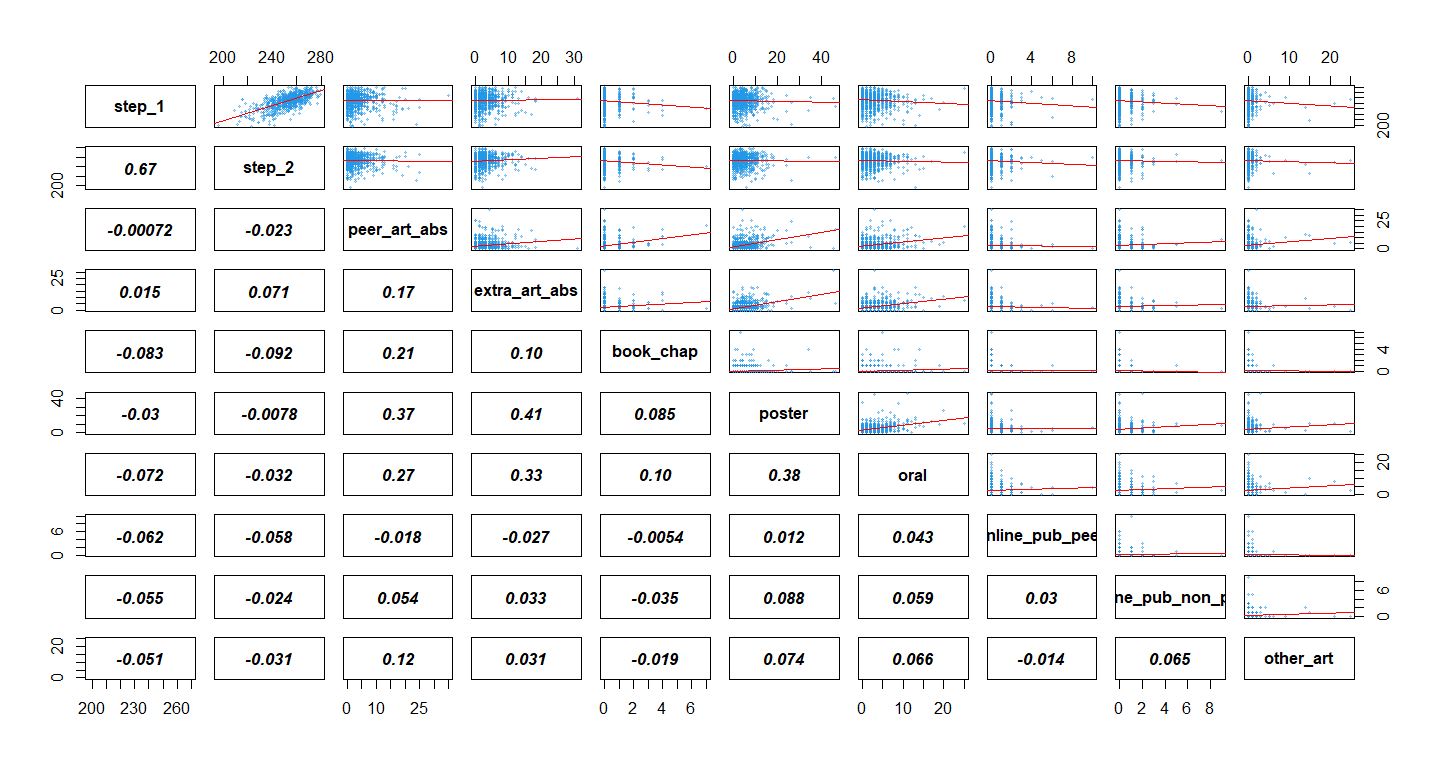 200 240 280 0 10 20 30 0 20 40 0 4 8 0 10 20
step_1 200
200 0.67 step_2
-0.00072 -0.023 peer_art_abs 0 25
0 25 0.015 0.071 0.17 extra_art_abs
-0.083 -0.092 0.21 0.10 book_chap 0 4
0 40 -0.03 -0.0078 0.37 0.41 0.085 poster
-0.072 -0.032 0.27 0.33 0.10 0.38 oral 0 20
0 6 -0.062 -0.058 -0.018 -0.027 -0.0054 0.012 0.043 nline_pub_pee
-0.055 -0.024 0.054 0.033 -0.035 0.088 0.059 0.03 ne_pub_non_p 0 6
0 20 -0.051 -0.031 0.12 0.031 -0.019 0.074 0.066 -0.014 0.065 other_art
200 230 260 0 10 25 0 2 4 6 0 10 20 0 2 4 6 8